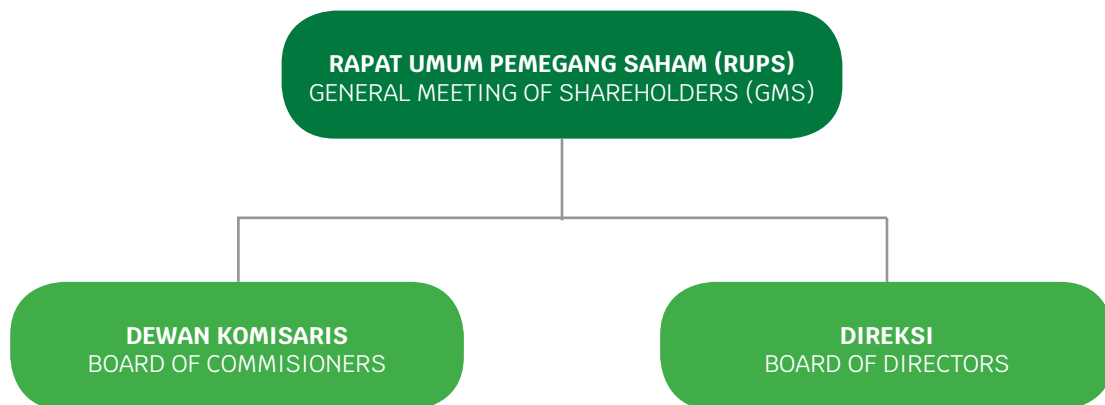 RAPAT UMUM PEMEGANG SAHAM (RUPS)
GENERAL MEETING OF SHAREHOLDERS (GMS)
DEWAN KOMISARIS
BOARD OF COMMISIONERS
DIREKSI
BOARD OF DIRECTORS